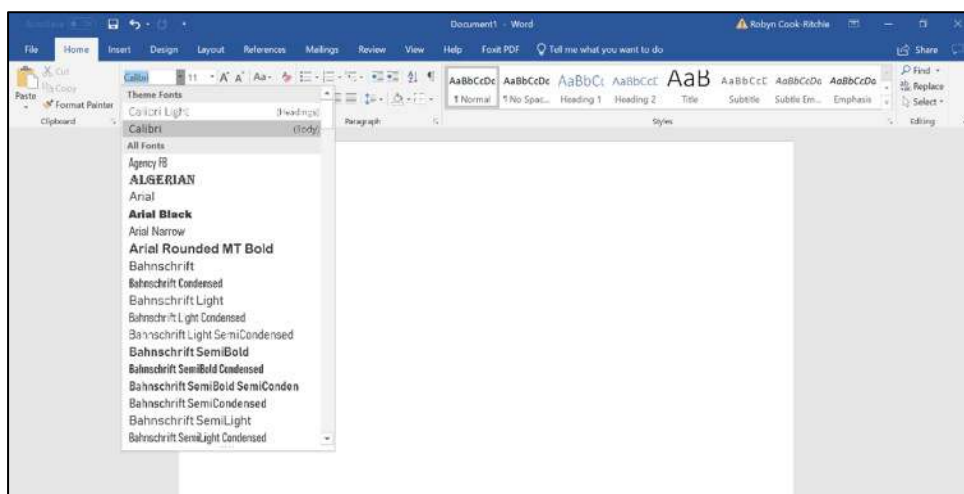 Document1 - Word
Robyn Cook-Ritchie
File Home Insert Design Layout References Mailings Review View Help Foxit PDF Tell me what you want to do Share
Paste
Cut
Copy
Format Painter
Clipboard
Calibri 11
Theme Fonts
Calibri Light (Headings)
Calibri (Body)
All Fonts
Agency FB
ALGERIAN
Arial
Arial Black
Arial Narrow
Arial Rounded MT Bold
Bahnschrift
Bahnschrift Condensed
Bahnschrift Light
Bahnschrift Light Condensed
Bahnschrift Light SemiCondensed
Bahnschrift SemiBold
Bahnschrift SemiBold Condensed
Bahnschrift SemiBold SemiConden
Bahnschrift SemiCondensed
Bahnschrift SemiLight
Bahnschrift SemiLight Condensed
Paragraph
AaBbCcDc AaBbCcDc AaBbCc AaBbCcC AaB AaBbCcC AaBbCcDc AaBbCcDc
¶ Normal ¶ No Spac... Heading 1 Heading 2 Title Subtitle Subtle Em... Emphasis
Styles
Find
Replace
Select
Editing